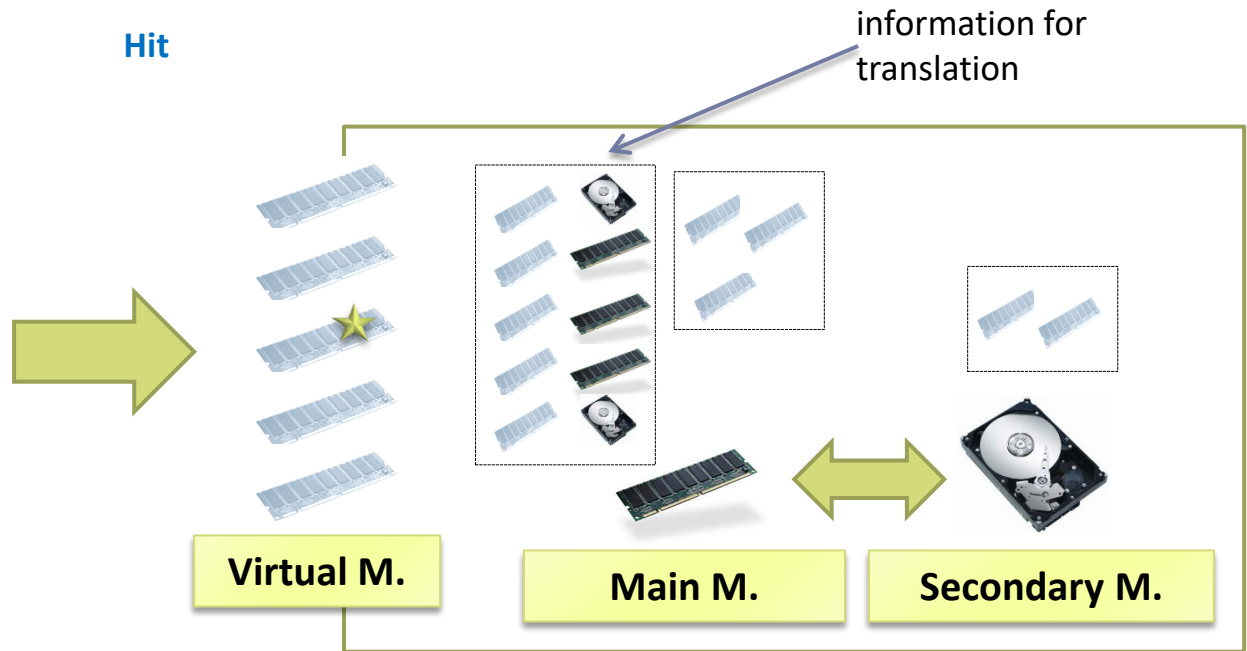 Hit
information for
translation
Virtual M.
Main M.
Secondary M.